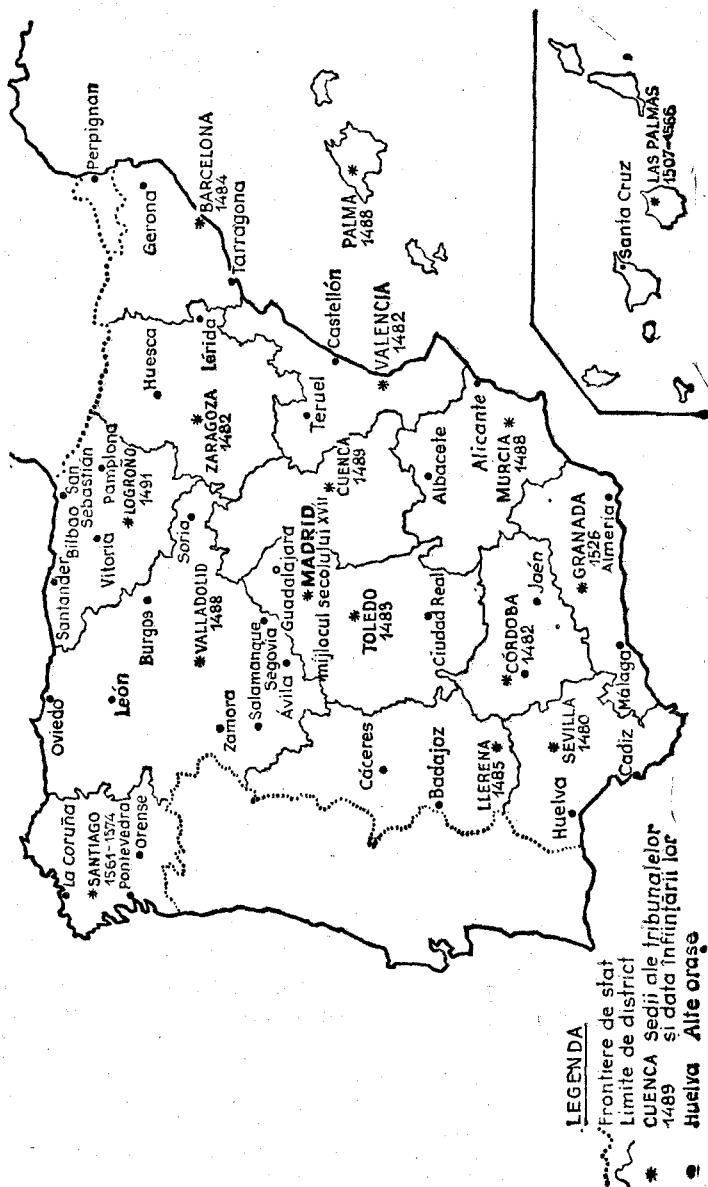 Oviedo
Santander
Bilbao
San
Sebastián
Perpignan
La Coruña
SANTIAGO
1561-1574
Pontevedra
Orense
León
Burgos
Vitoria
Pamplona
LOGROÑO
1491
Huesca
Gerona
BARCELONA
1484
Zamora
VALLADOLID
1488
Soria
ZARAGOZA
1482
Lérida
Tarragona
Salamanque
Segovia
Ávila
Guadalajara
MADRID
mijlocul secolului XVII
Teruel
Castellón
CUENCA
1489
PALMA
1488
Cáceres
TOLEDO
1483
VALENCIA
1482
Badajoz
Ciudad Real
Albacete
LLERENA
1485
CÓRDOBA
1482
Jaén
Alicante
MURCIA
1488
Huelva
SEVILLA
1480
GRANADA
1526
Almeria
Cadiz
Málaga
Santa Cruz
LAS PALMAS
1507-1566
LEGENDA
Frontiere de stat
Limite de district
CUENCA Sedii ale tribunalelor
1489 și data înființării lor
Huelva Alte orase